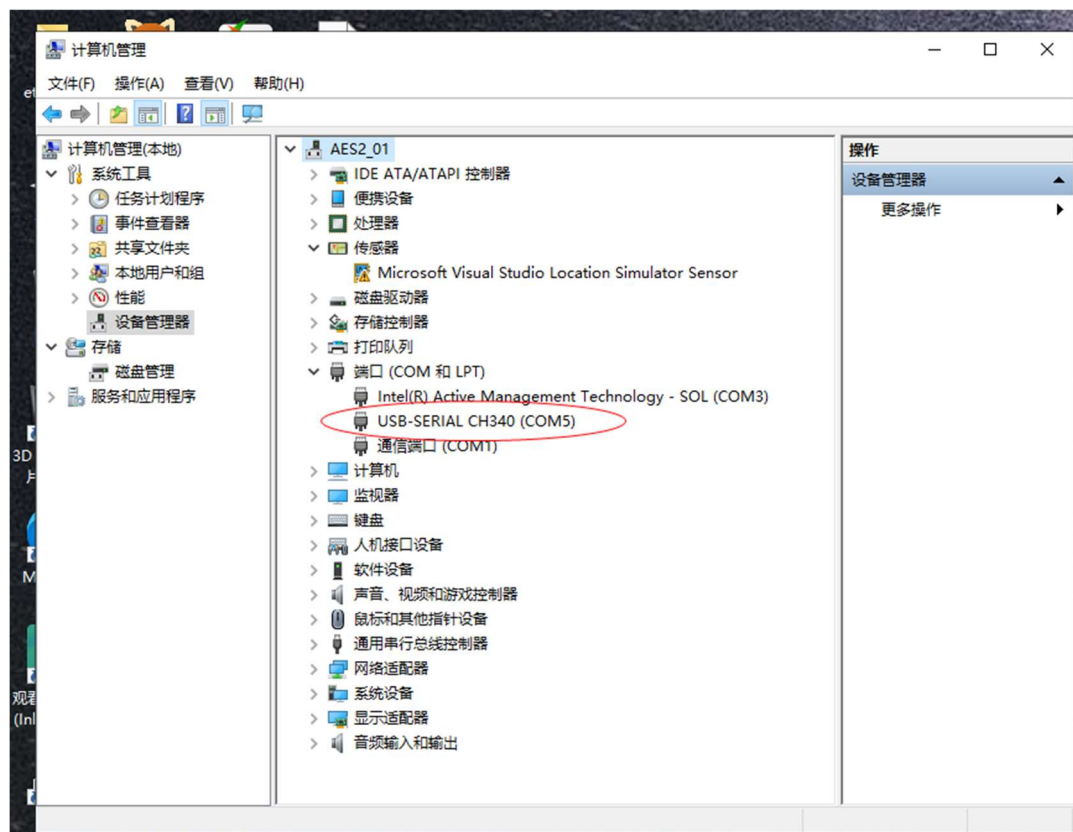 计算机管理
文件(F) 操作(A) 查看(V) 帮助(H)
计算机管理(本地)
系统工具
任务计划程序
事件查看器
共享文件夹
本地用户和组
性能
设备管理器
存储
磁盘管理
服务和应用程序
AES2_01
IDE ATA/ATAPI 控制器
便携设备
处理器
传感器
Microsoft Visual Studio Location Simulator Sensor
磁盘驱动器
存储控制器
打印队列
端口 (COM 和 LPT)
Intel(R) Active Management Technology - SOL (COM3)
USB-SERIAL CH340 (COM5)
通信端口 (COM1)
计算机
监视器
键盘
人机接口设备
软件设备
声音、视频和游戏控制器
鼠标和其他指针设备
通用串行总线控制器
网络适配器
系统设备
显示适配器
音频输入和输出
操作
设备管理器
更多操作
et
3D
片
M
观看
(Inl